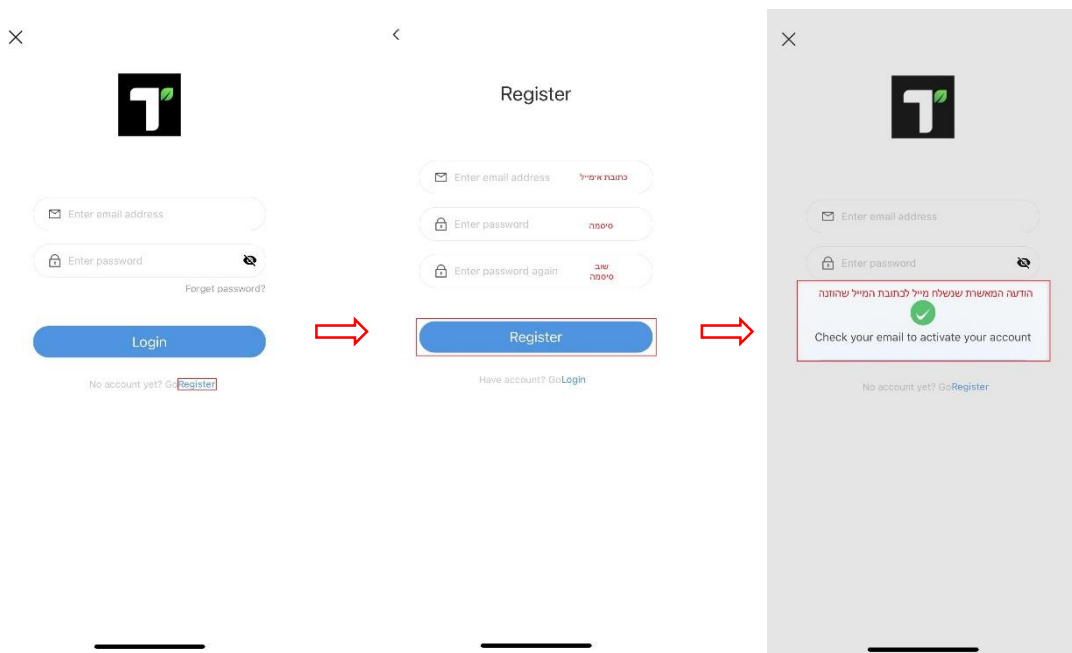 T
Enter email address
Enter password
Forget password?
Login
No account yet? GoRegister
Register
Enter email address כתובת אימייל
Enter password סיסמה
Enter password again שוב
סיסמה
Register
Have account? GoLogin
T
Enter email address
Enter password
הודעה המאשרת שנשלח מייל לכתובת המייל שהוזנה
Check your email to activate your account
No account yet? GoRegister